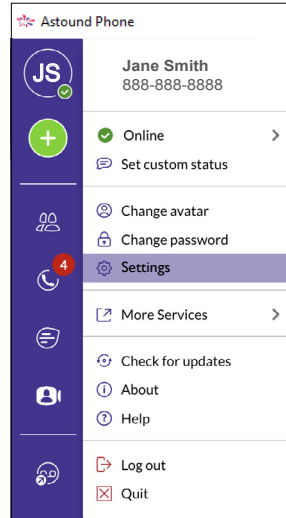 Astound Phone
JS
Jane Smith
888-888-8888
Online
Set custom status
Change avatar
Change password
4
Settings
More Services
Check for updates
About
Help
Log out
Quit